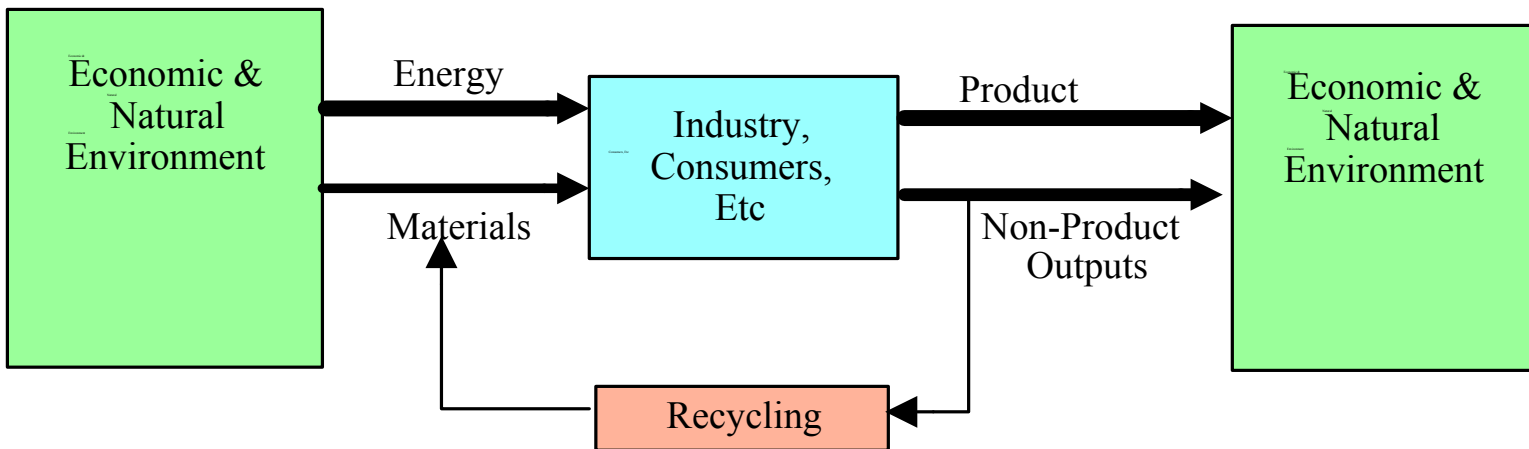 Economic &
Natural
Environment
Energy
Materials
Industry,
Consumers,
Etc
Product
Non-Product
Outputs
Economic &
Natural
Environment
Recycling